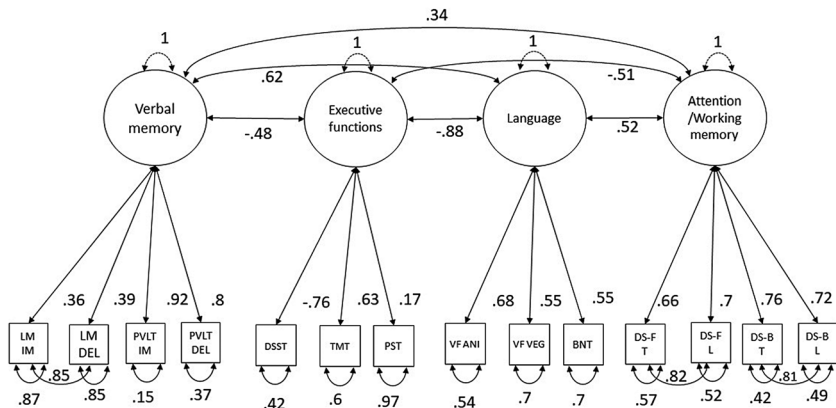 .34
1 1 1 1
.62 -.51
Verbal
memory
Executive
functions
Language
Attention
/Working
memory
-.48 -.88 .52
.36 .39 .92 .8 -.76 .63 .17 .68 .55 .55 .66 .7 .76 .72
LM
IM
LM
DEL
PVLT
IM
PVLT
DEL
DSST
TMT
PST
VF ANI
VF VEG
BNT
DS-F
T
DS-F
L
DS-B
T
DS-B
L
.85 .82 .81
.87 .85 .15 .37 .42 .6 .97 .54 .7 .7 .57 .52 .42 .49